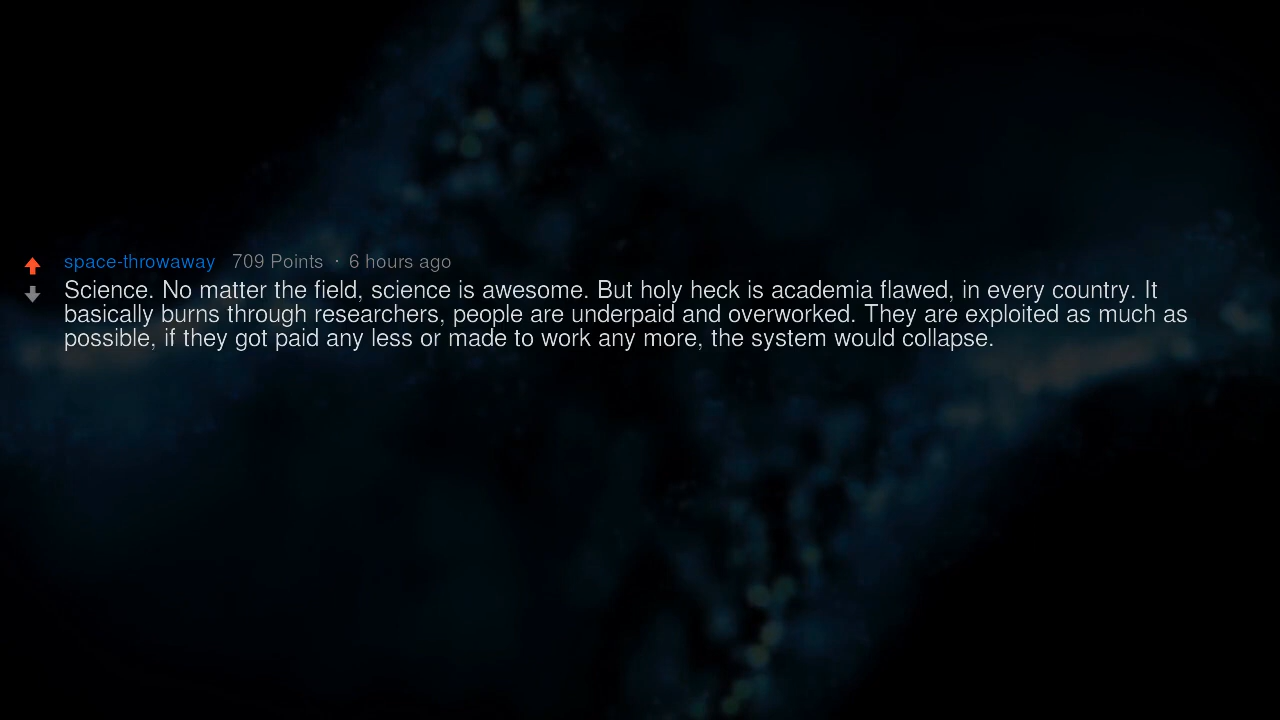 space-throwaway 709 Points · 6 hours ago
Science. No matter the field, science is awesome. But holy heck is academia flawed, in every country. It
basically burns through researchers, people are underpaid and overworked. They are exploited as much as
possible, if they got paid any less or made to work any more, the system would collapse.